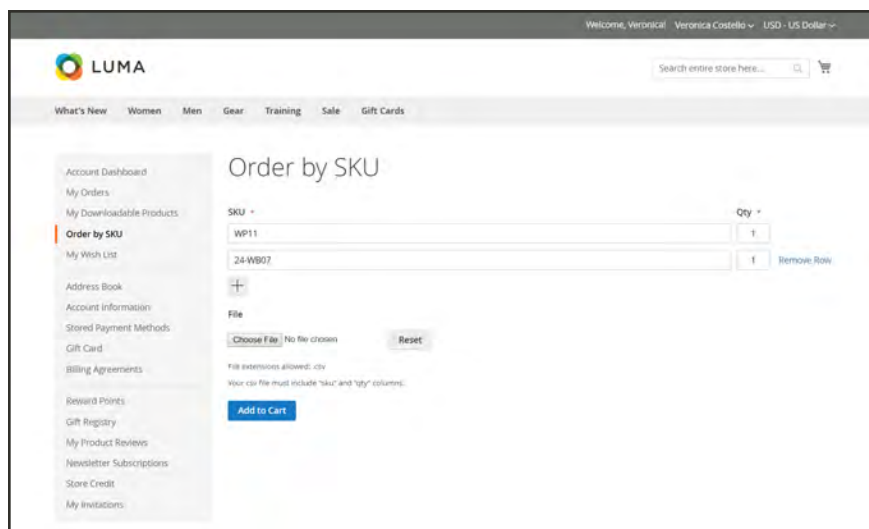 Welcome, Veronica! Veronica Costello USD - US Dollar
LUMA
Search entire store here...
What's New Women Men Gear Training Sale Gift Cards
Account Dashboard
My Orders
My Downloadable Products
Order by SKU
My Wish List
Address Book
Account Information
Stored Payment Methods
Gift Card
Billing Agreements
Reward Points
Gift Registry
My Product Reviews
Newsletter Subscriptions
Store Credit
My Invitations
Order by SKU
SKU * Qty *
WP11 1
24-WB07 1 Remove Row
+
File
Choose File No file chosen Reset
File extensions allowed: .csv
Your csv file must include "sku" and "qty" columns.
Add to Cart